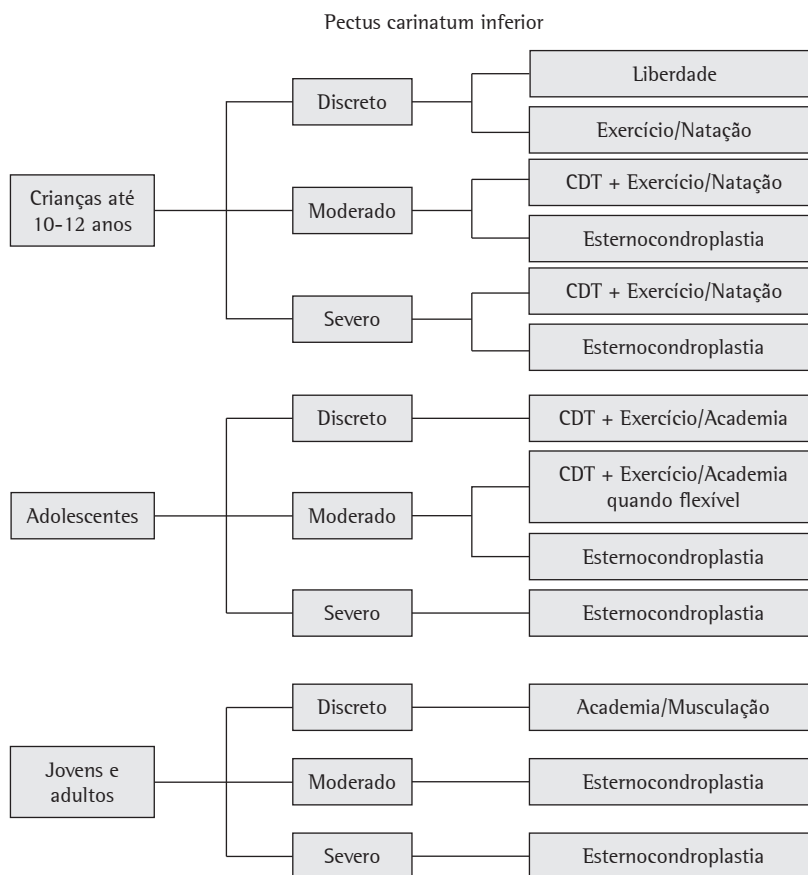 Pectus carinatum inferior
Crianças até
10-12 anos
Discreto
Liberdade
Exercício/Natação
Moderado
CDT + Exercício/Natação
Esternocondroplastia
Severo
CDT + Exercício/Natação
Esternocondroplastia
Adolescentes
Discreto
CDT + Exercício/Academia
Moderado
CDT + Exercício/Academia
quando flexível
Esternocondroplastia
Severo
Esternocondroplastia
Jovens e
adultos
Discreto
Academia/Musculação
Moderado
Esternocondroplastia
Severo
Esternocondroplastia